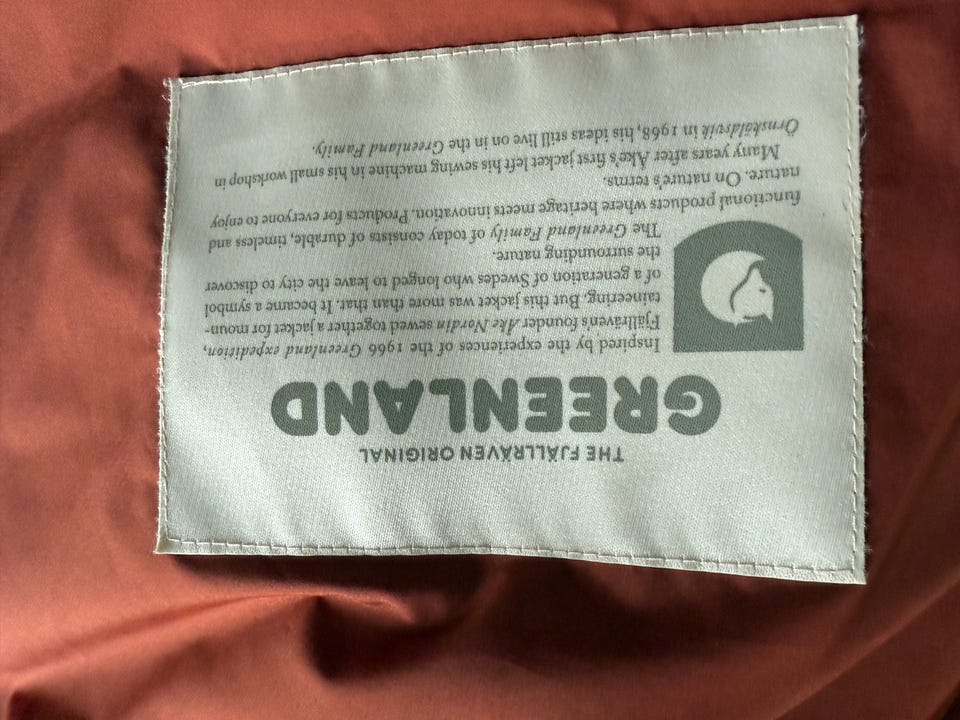 THE FJÄLLRÄVEN ORIGINAL
GREENLAND
Inspired by the experiences of the 1966 Greenland expedition,
Fjällrävens founder Åke Nordin sewed together a jacket for moun-
taineering. But this jacket was more than that. It became a symbol
of a generation of Swedes who longed to leave the city to discover
the surrounding nature.
The Greenland Family of today consists of durable, timeless and
functional products where heritage meets innovation. Products for everyone to enjoy
nature. On nature's terms.
Many years after Åke's first jacket left his sewing machine in his small workshop in
Örnsköldsvik in 1968, his ideas still live on in the Greenland Family.